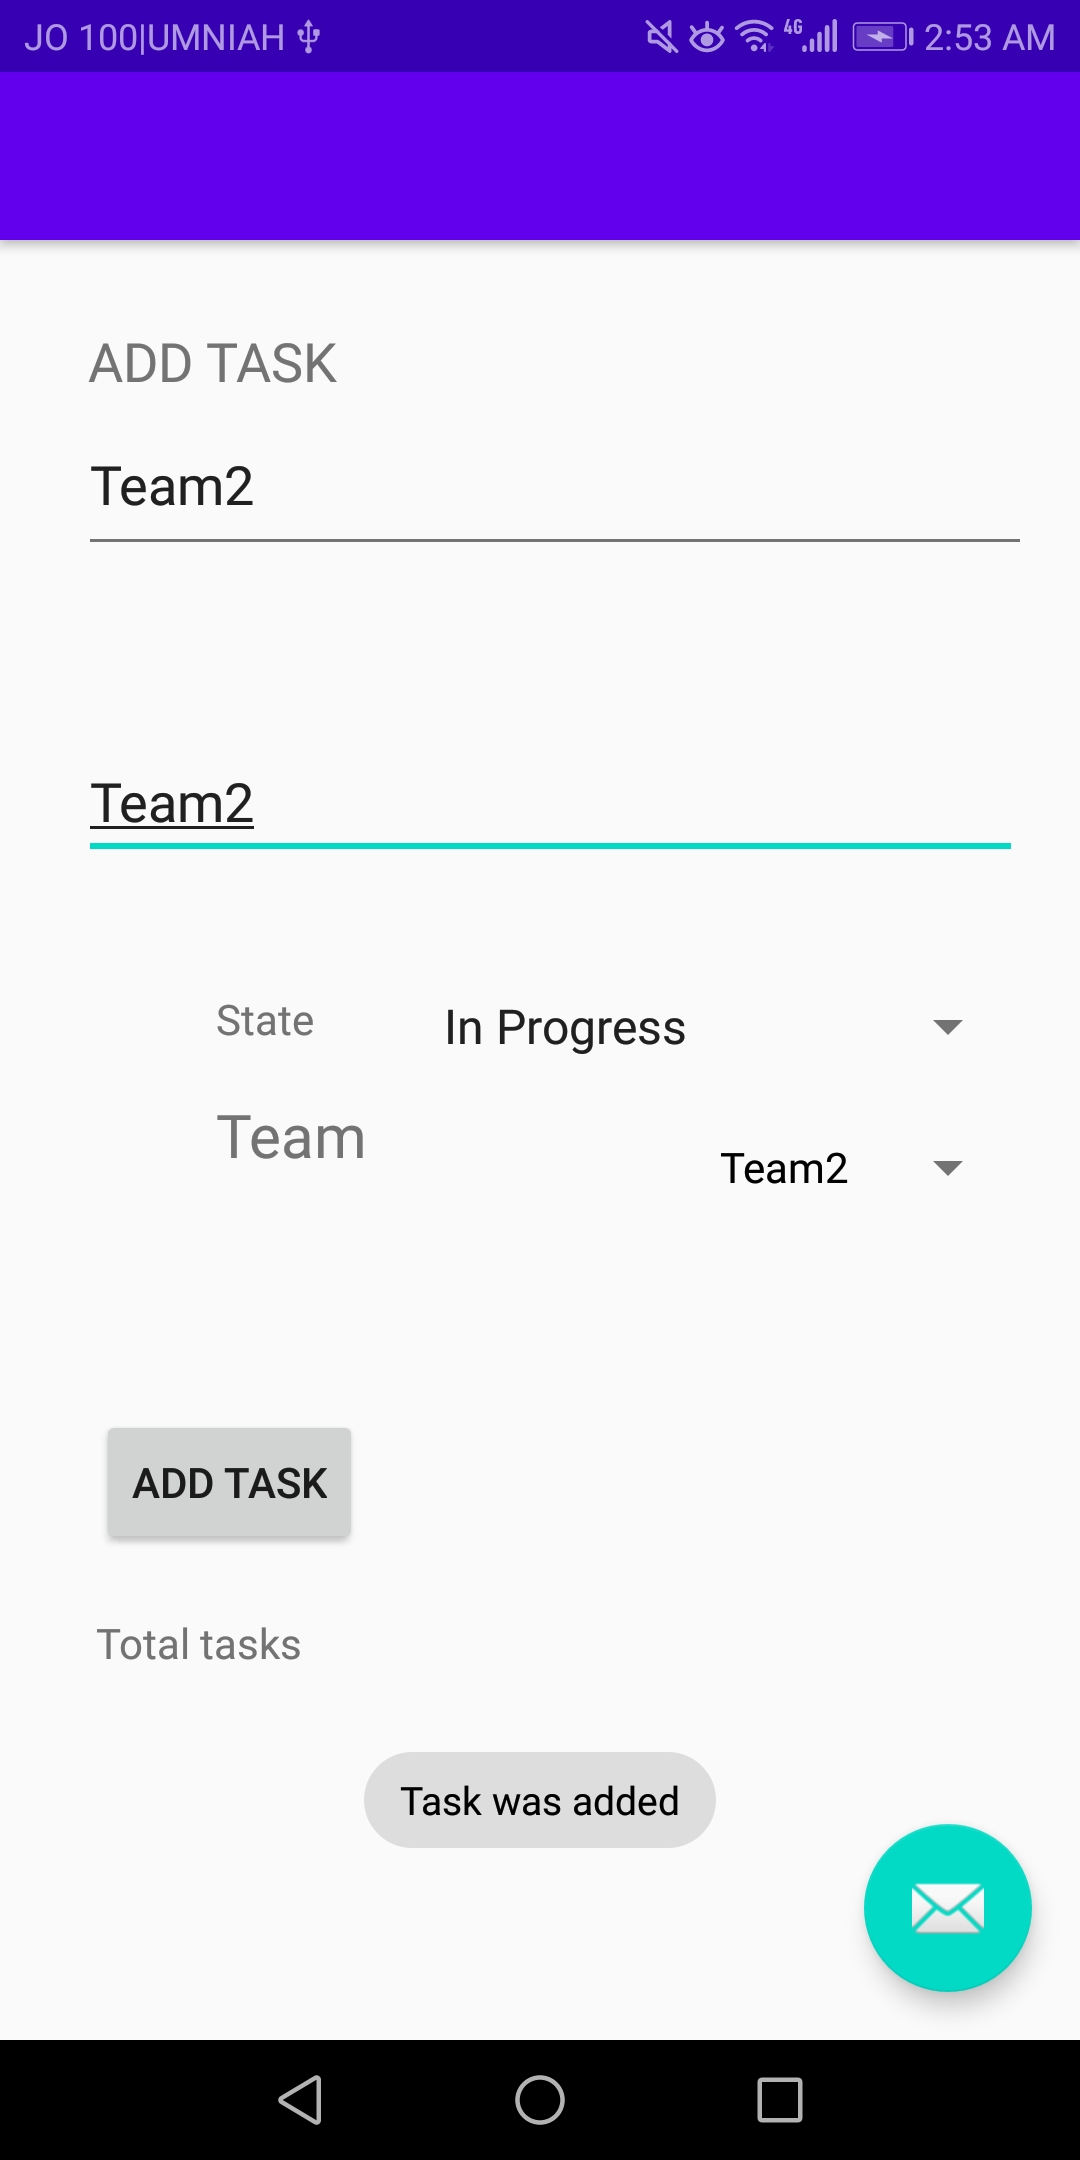 JO 100|UMNIAH 4G 2:53 AM
ADD TASK
Team2
Team2
State In Progress
Team
Team2
ADD TASK
Total tasks
Task was added